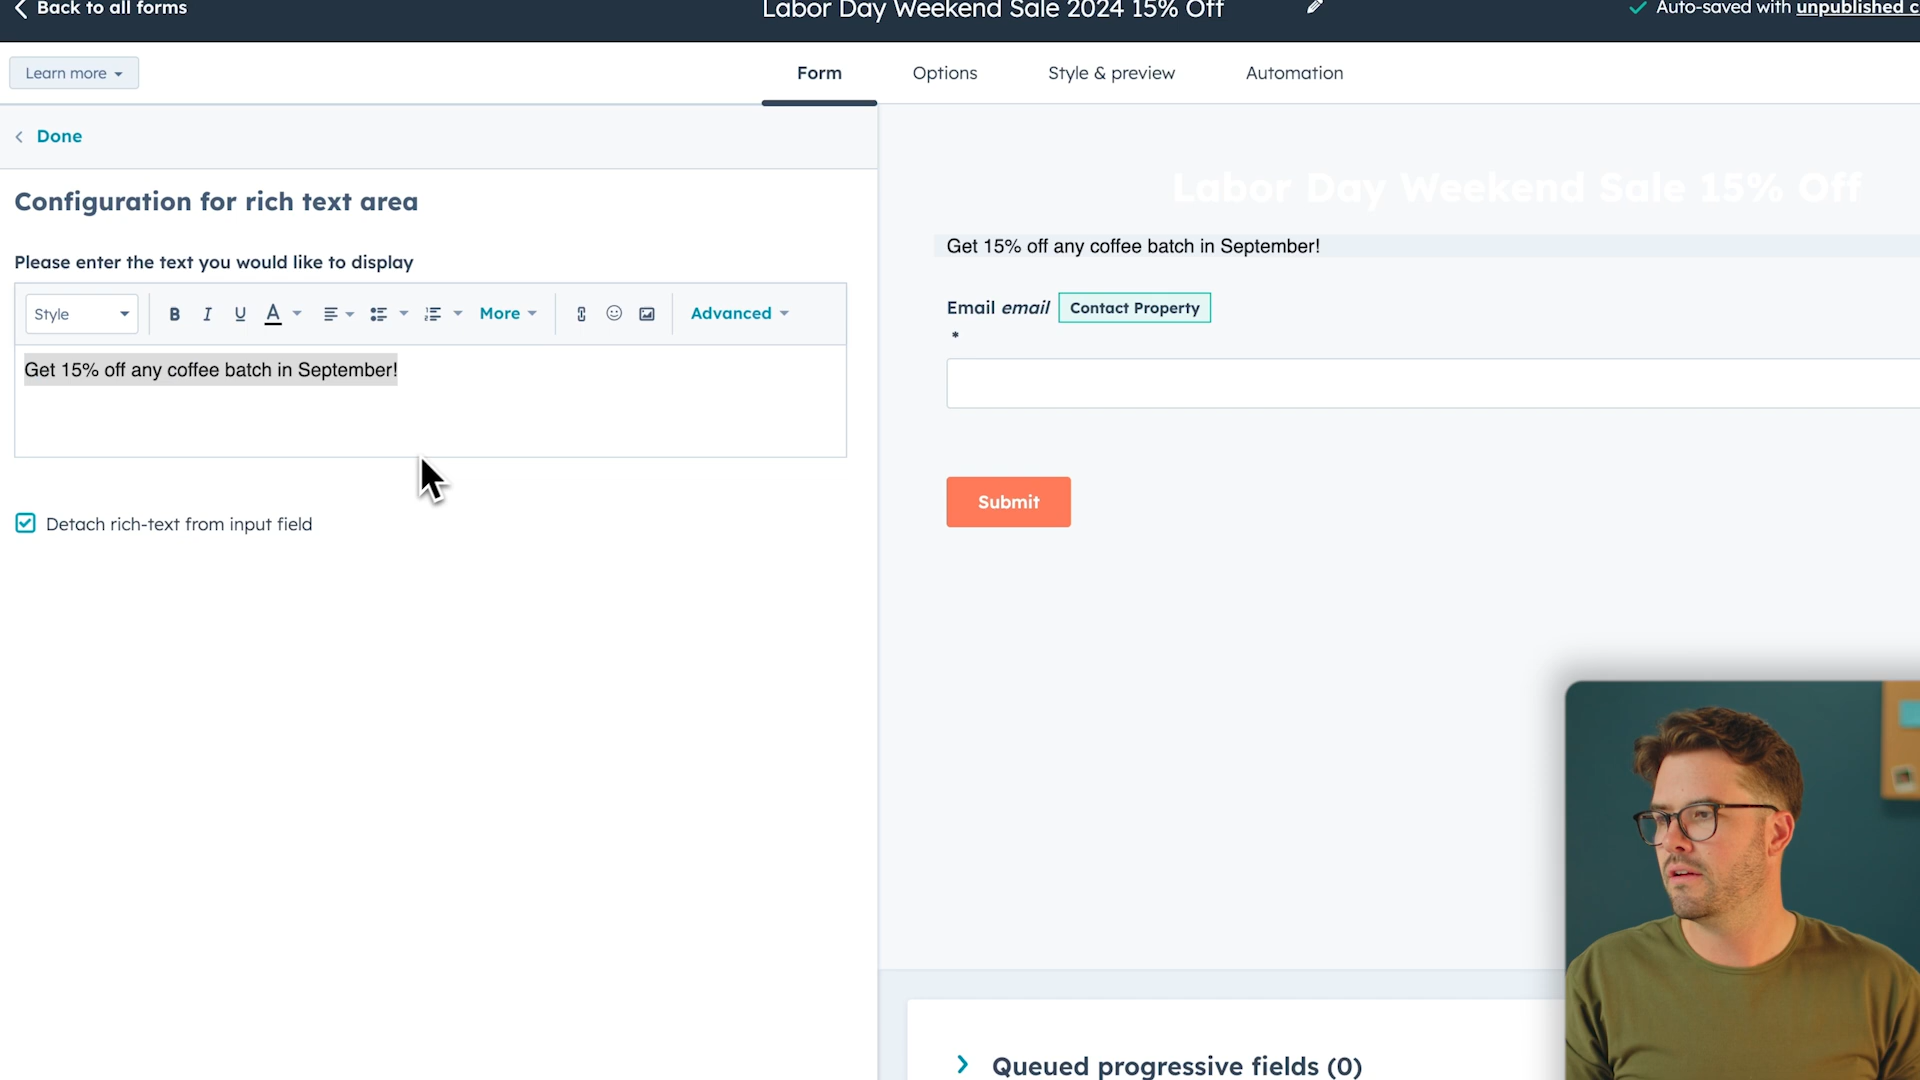 Back to all forms
Labor Day Weekend Sale 2024 15% Off
Auto-saved with unpublished c
Learn more
Form
Options
Style & preview
Automation
Done
Configuration for rich text area
Please enter the text you would like to display
Style
B I U A
More
Advanced
Get 15% off any coffee batch in September!
Detach rich-text from input field
Labor Day Weekend Sale 15% Off
Get 15% off any coffee batch in September!
Email email Contact Property
*
Submit
Queued progressive fields (0)